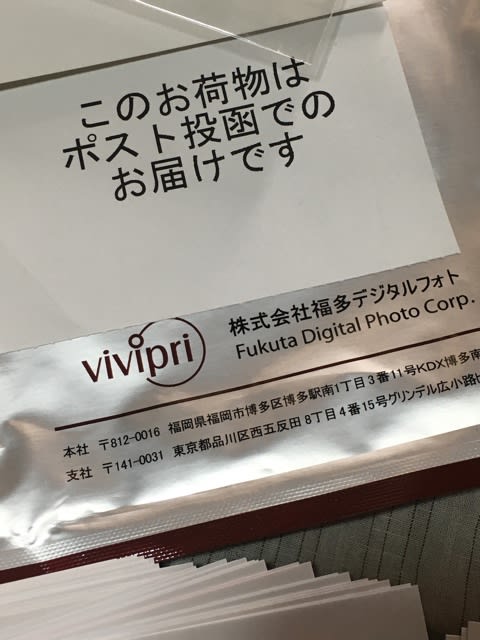 このお荷物は
ポスト投函での
お届けです
vivipri
株式会社福多デジタルフォト
Fukuta Digital Photo Corp.
本社 〒812-0016 福岡県福岡市博多区博多駅南1丁目3番11号KDX博多南
支社 〒141-0031 東京都品川区西五反田8丁目4番15号グリンデル広小路